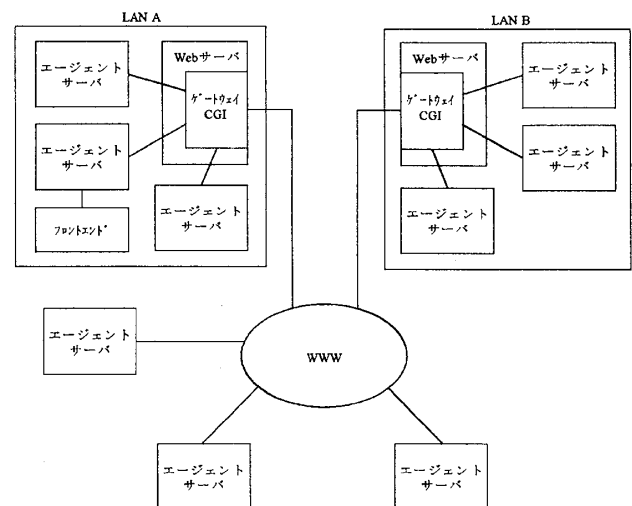 LAN A
エージェント
サーバ
Webサーバ
ｹﾞｰﾄｳｪｲ
CGI
エージェント
サーバ
ﾌﾛﾝﾄｴﾝﾄﾞ
エージェント
サーバ
LAN B
Webサーバ
ｹﾞｰﾄｳｪｲ
CGI
エージェント
サーバ
エージェント
サーバ
エージェント
サーバ
エージェント
サーバ
WWW
エージェント
サーバ
エージェント
サーバ